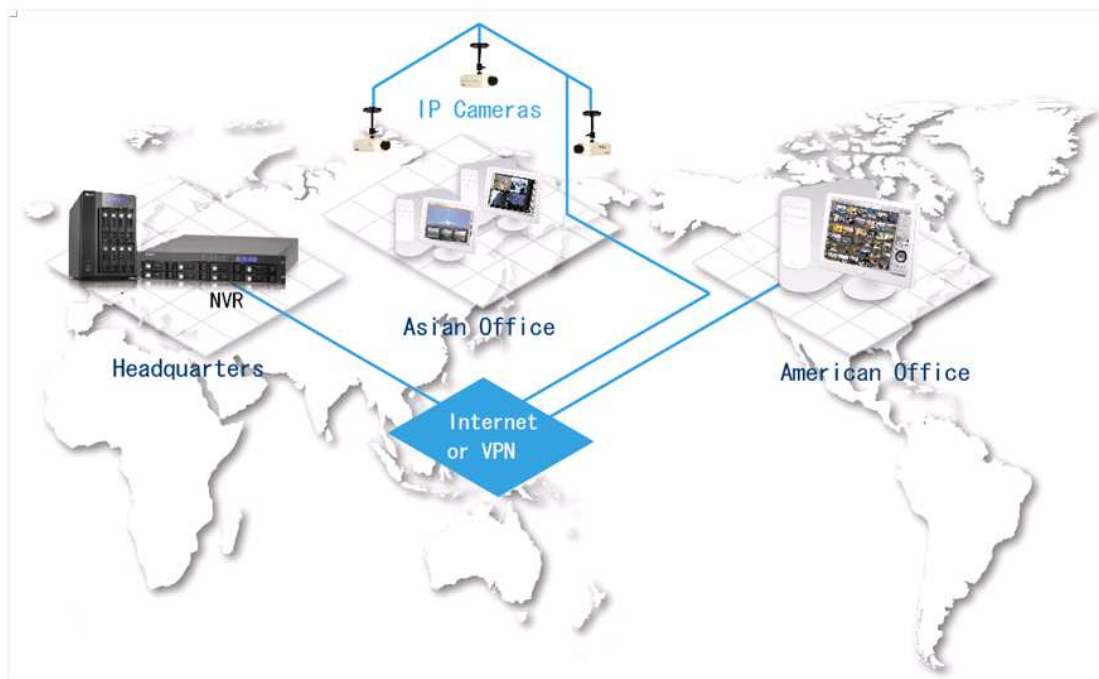 IP Cameras
NVR
Asian Office
Headquarters
American Office
Internet
or VPN